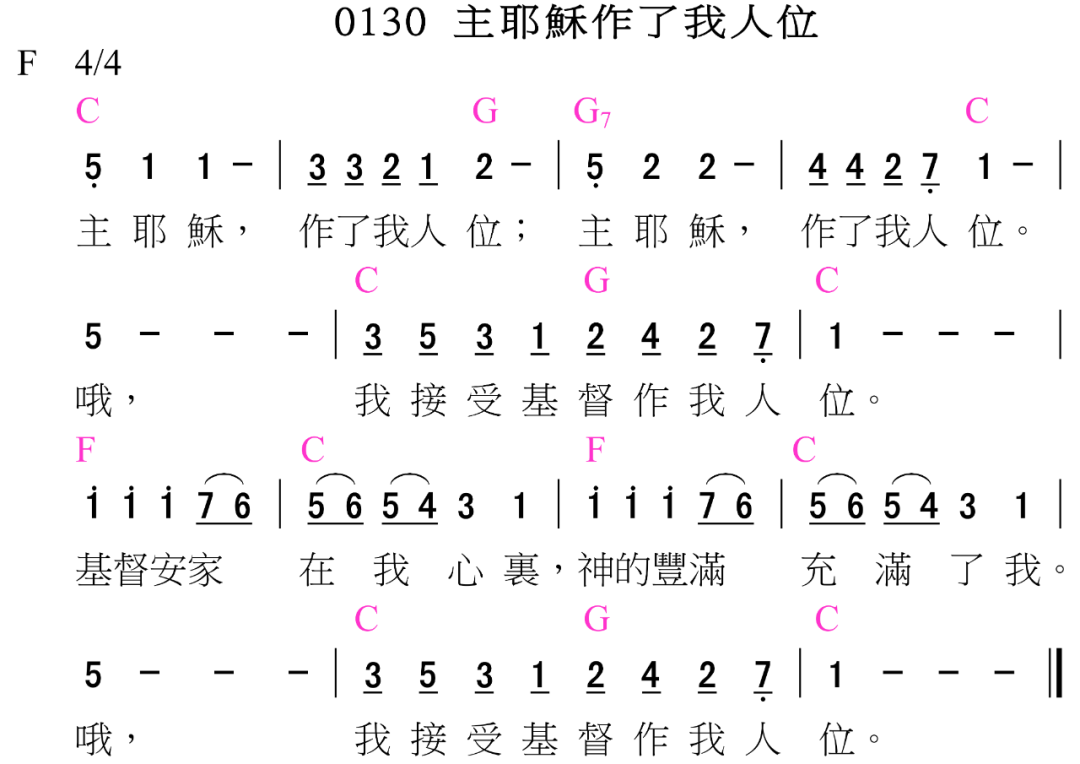 0130 主耶穌作了我人位
F 4/4
C G G7 C
5̣ 1 1 – | 3 3 2 1 2 – | 5̣ 2 2 – | 4 4 2 7̣ 1 – |
主耶穌，作了我人位；主耶穌，作了我人位。
C G C
5 – – – | 3 5 3 1 2 4 2 7̣ | 1 – – – |
哦，我接受基督作我人位。
F C F C
i i i 7 6 | 5 6 5 4 3 1 | i i i 7 6 | 5 6 5 4 3 1 |
基督安家在我心裏，神的豐滿充滿了我。
C G C
5 – – – | 3 5 3 1 2 4 2 7̣ | 1 – – – ‖
哦，我接受基督作我人位。